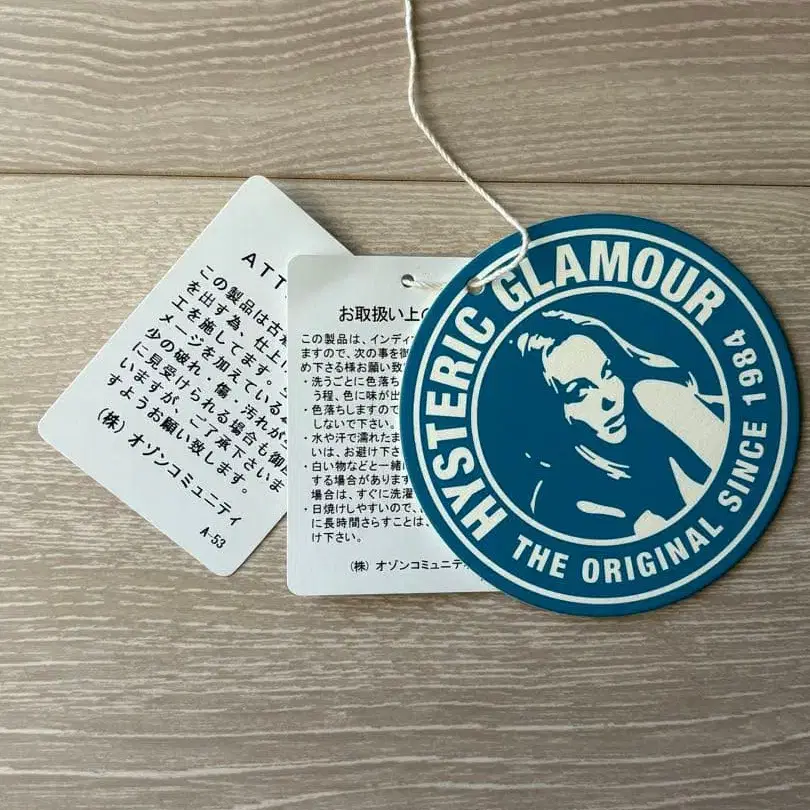 ATT
この製品は古
を出す為、仕上
工を施してます。
メージを加えている
少の破れ、傷、汚れが
に見受けられる場合も御
いますが、ご了承下さいま
すようお願い致します。
(株) オゾンコミュニティ
A-53
お取扱い上の
この製品は、インディ
ますので、次の事を御
め下さる様お願い致
・洗うごとに色落ち
う程、色に味が出
・色落ちしますので
しないで下さい。
・水や汗で濡れたま
いは、お避け下さ
・白い物などと一緒に
する場合があります
場合は、すぐに洗濯
・日焼けしやすいので、
に長時間さらすことは、
け下さい。
(株) オゾンコミュニティ
HYSTERIC GLAMOUR
THE ORIGINAL SINCE 1984